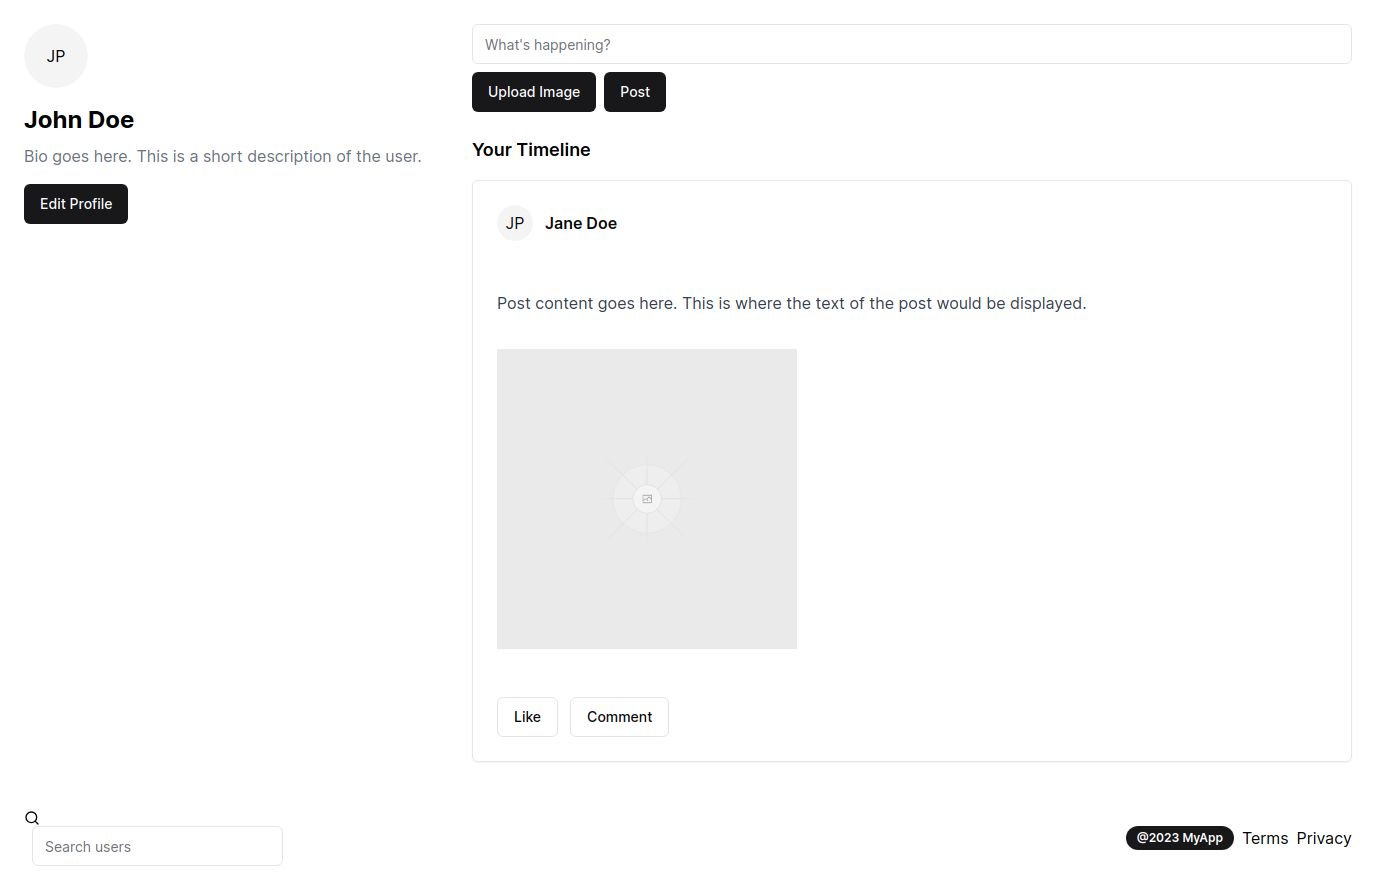 JP
John Doe
Bio goes here. This is a short description of the user.
Edit Profile
What's happening?
Upload Image
Post
Your Timeline
JP
Jane Doe
Post content goes here. This is where the text of the post would be displayed.
Like
Comment
Search users
@2023 MyApp
Terms
Privacy